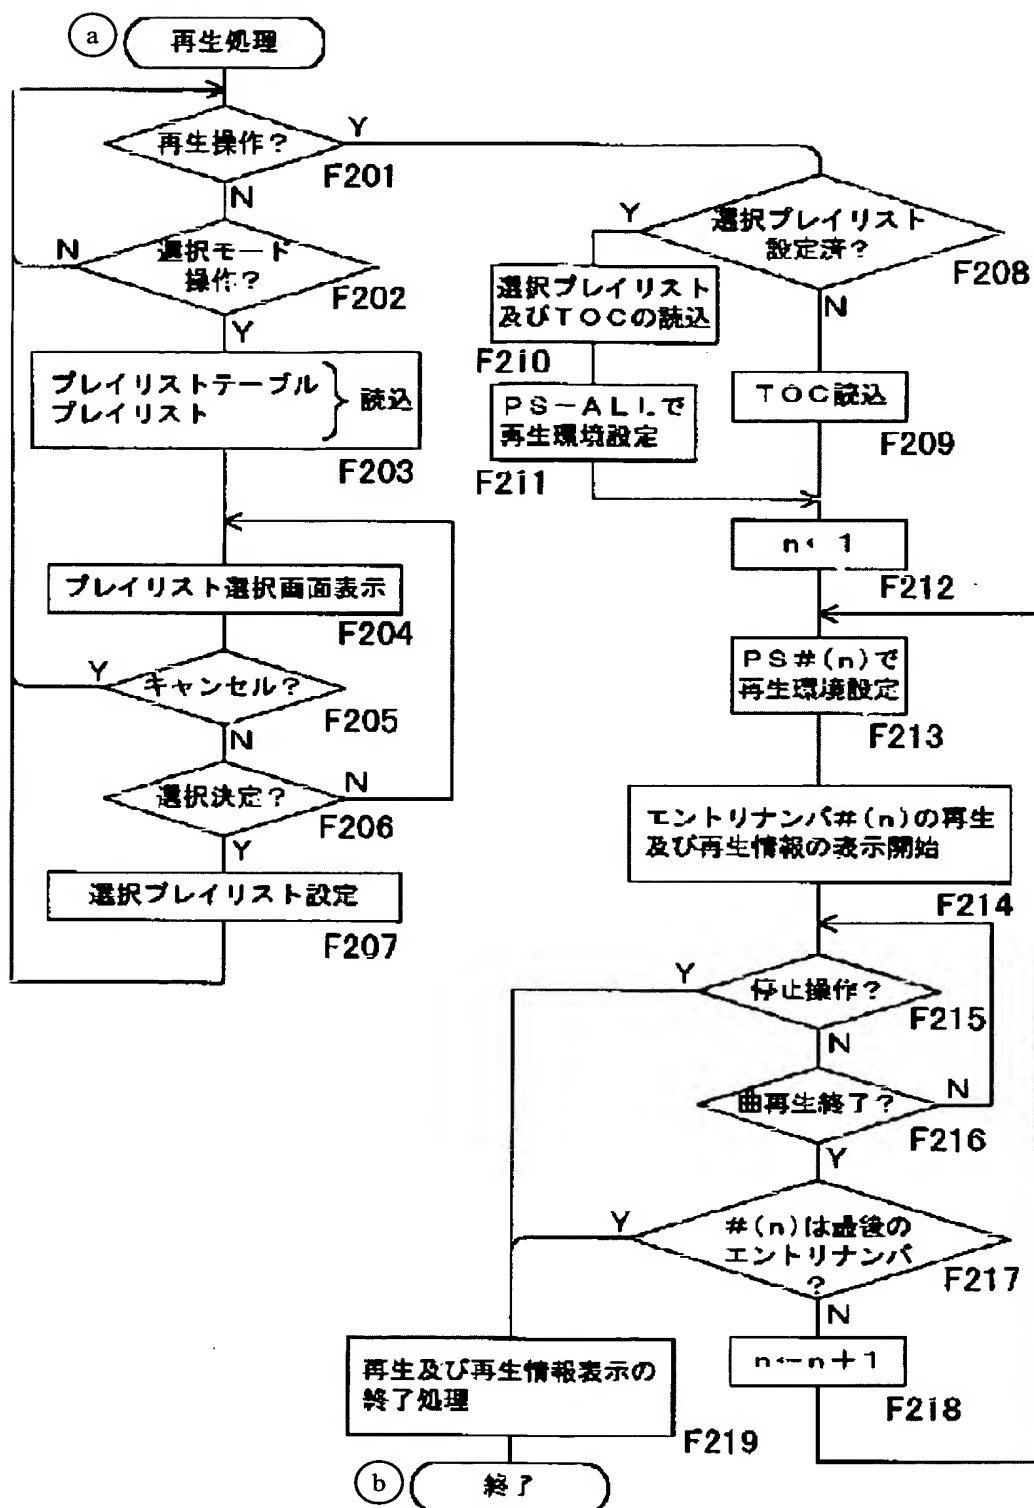 a
再生処理
再生操作？
Y
F201
N
N
選択モード
操作？
F202
Y
プレイリストテーブル
プレイリスト
読込
F203
プレイリスト選択画面表示
F204
Y
キャンセル？
F205
N
選択決定？
N
F206
Y
選択プレイリスト設定
F207
Y
選択プレイリスト
設定済？
F208
N
選択プレイリスト
及びTOCの読込
F210
PS－ALLで
再生環境設定
F211
TOC読込
F209
n←1
F212
PS＃(n)で
再生環境設定
F213
エントリナンバ＃(n)の再生
及び再生情報の表示開始
F214
Y
停止操作？
F215
N
曲再生終了？
N
F216
Y
Y
＃(n)は最後の
エントリナンバ
？
F217
N
n←n＋1
F218
再生及び再生情報表示の
終了処理
F219
b
終了